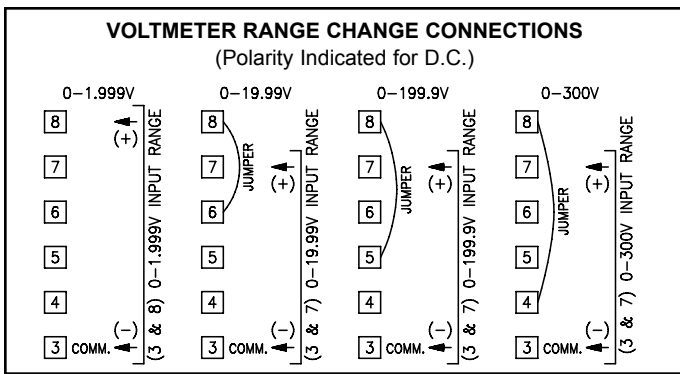 VOLTMETER RANGE CHANGE CONNECTIONS
(Polarity Indicated for D.C.)
0-1.999V
8
(+)
7
6
5
4
(-)
3 COMM.
(3 & 8) 0-1.999V INPUT RANGE
0-19.99V
8
7
(+)
JUMPER
6
5
4
(-)
3 COMM.
(3 & 7) 0-19.99V INPUT RANGE
0-199.9V
8
7
(+)
JUMPER
6
5
4
(-)
3 COMM.
(3 & 7) 0-199.9V INPUT RANGE
0-300V
8
7
(+)
JUMPER
6
5
4
(-)
3 COMM.
(3 & 7) 0-300V INPUT RANGE